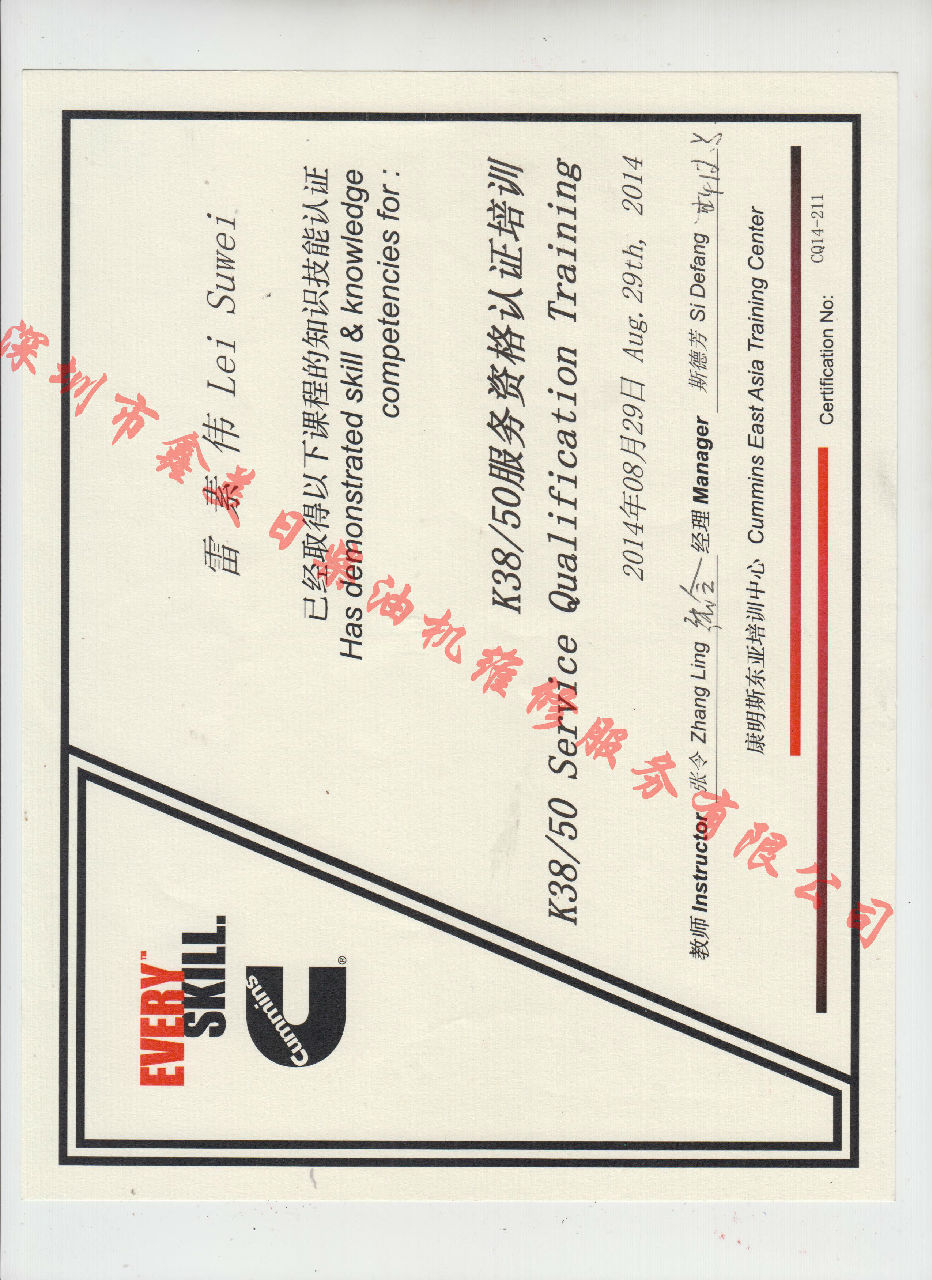 EVERY™
SKILL.
Cummins
®
雷 素 伟 Lei Suwei
已经取得以下课程的知识技能认证
Has demonstrated skill & knowledge
competencies for :
K38/50服务资格认证培训
K38/50 Service Qualification Training
2014年08月29日 Aug. 29th, 2014
教师 Instructor 张令 Zhang Ling 张令 经理 Manager 斯德芳 Si Defang
康明斯东亚培训中心 Cummins East Asia Training Center
Certification No: CQ14-211
深圳市鑫美日柴油机维修服务有限公司